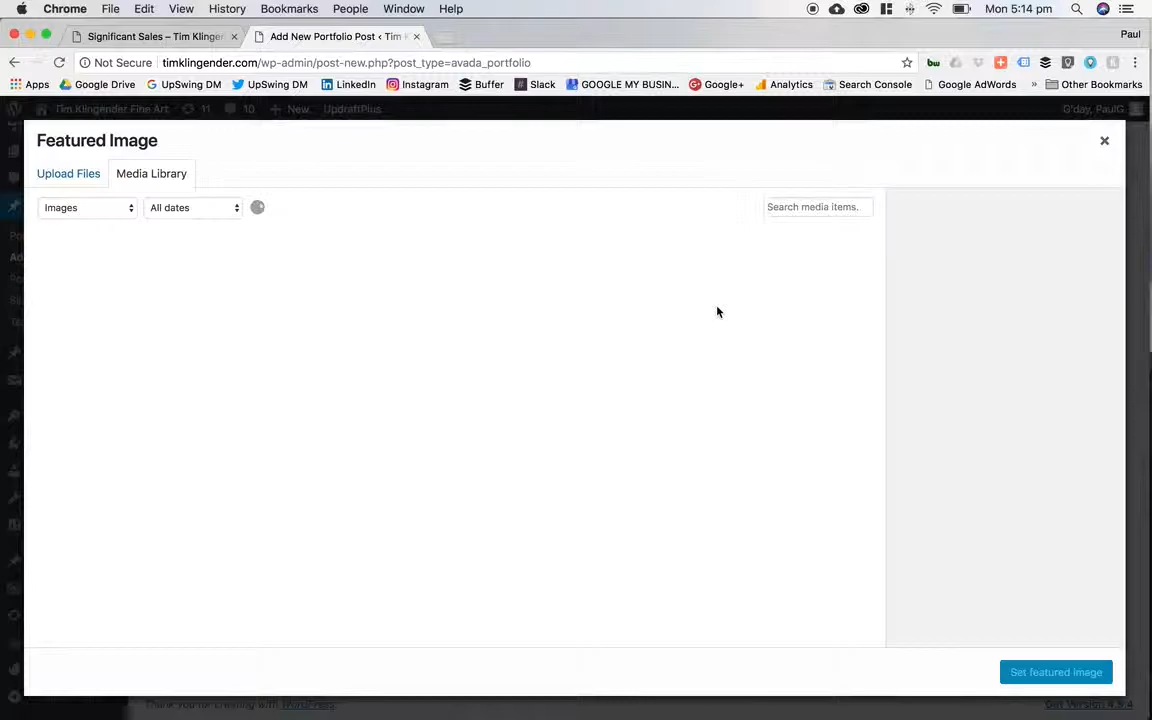 Chrome File Edit View History Bookmarks People Window Help Mon 5:14 pm
Significant Sales – Tim Klinge
Add New Portfolio Post ‹ Tim K
Paul
Not Secure timklingender.com/wp-admin/post-new.php?post_type=avada_portfolio
Apps Google Drive UpSwing DM UpSwing DM LinkedIn Instagram Buffer Slack GOOGLE MY BUSIN... Google+ Analytics Search Console Google AdWords » Other Bookmarks
Tim Klingender Fine Art 11 10 New UpdraftPlus G'day, PaulG
Featured Image
Upload Files Media Library
Images All dates Search media items.
Set featured image
Thank you for creating with WordPress. Get Version 4.9.4